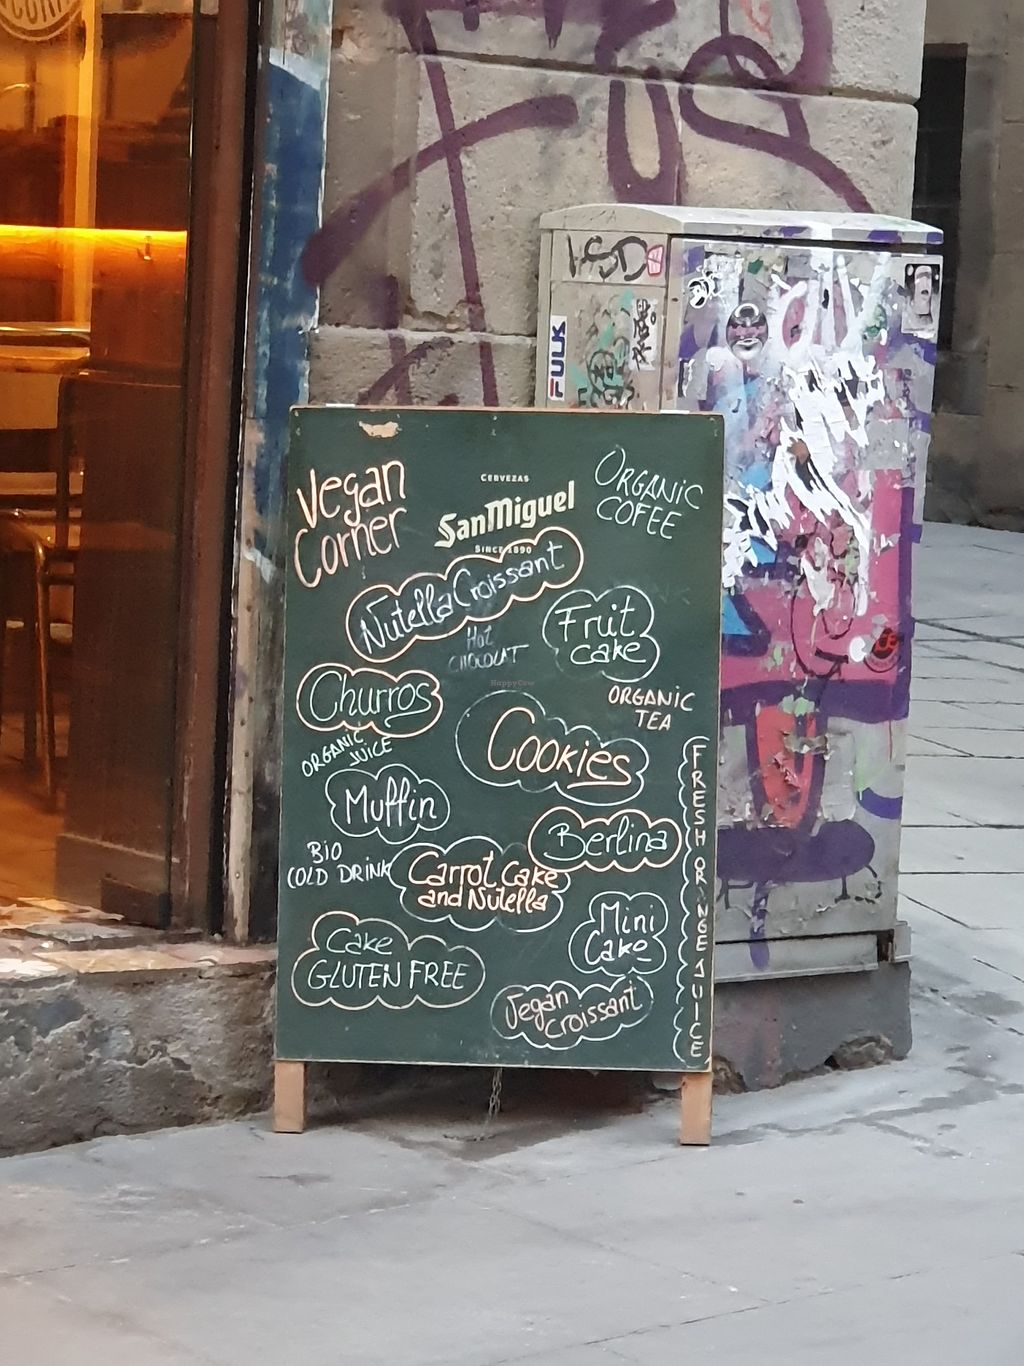 Vegan
Corner
CERVEZAS
San Miguel
SINCE 1890
ORGANIC
COFEE
Nutella Croissant
Hot
CHOCOLAT
Fruit
cake
Churros
ORGANIC
TEA
ORGANIC
JUICE
Cookies
Muffin
Berlina
BIO
COLD DRINK
Carrot Cake
and Nutella
Mini
Cake
Cake
GLUTEN FREE
Vegan
croissant
FRESH ORANGE JUICE
HappyCow
FULK